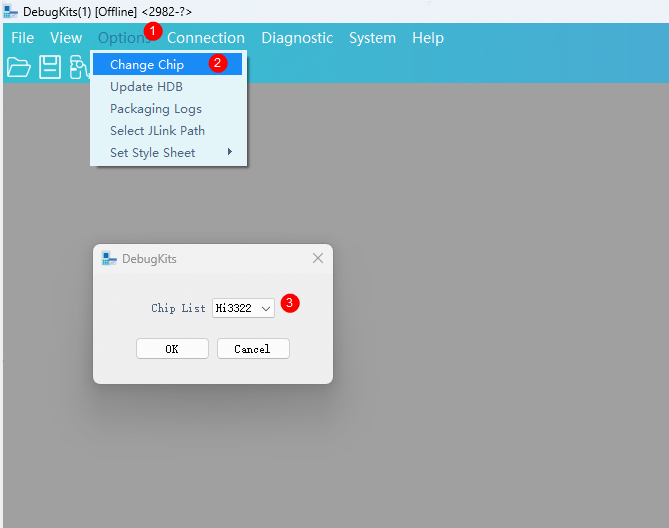 DebugKits(1) [Offline] <2982-?>
File View Options 1 Connection Diagnostic System Help
Change Chip 2
Update HDB
Packaging Logs
Select JLink Path
Set Style Sheet
DebugKits
Chip List Hi3322 3
OK Cancel